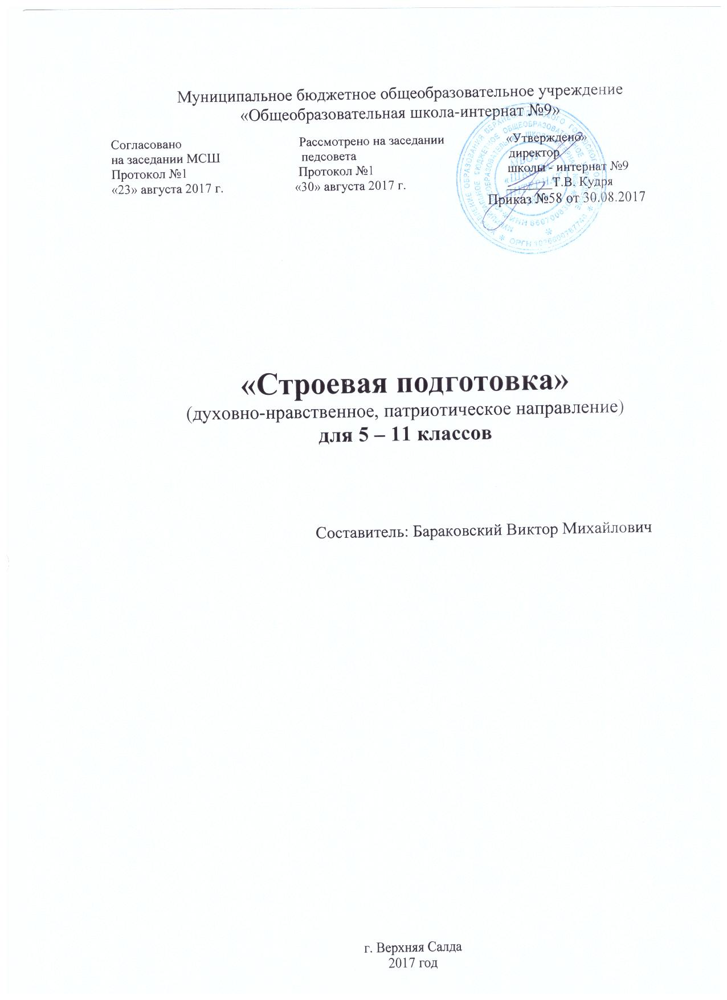 Муниципальное бюджетное общеобразовательное учреждение
«Общеобразовательная школа-интернат №9»
Согласовано
на заседании МСШ
Протокол №1
«23» августа 2017 г.
Рассмотрено на заседании
педсовета
Протокол №1
«30» августа 2017 г.
«Утверждено»
директор
школы - интернат №9
________Т.В. Кудря
Приказ №58 от 30.08.2017
«Строевая подготовка»
(духовно-нравственное, патриотическое направление)
для 5 – 11 классов
Составитель: Бараковский Виктор Михайлович
г. Верхняя Салда
2017 год